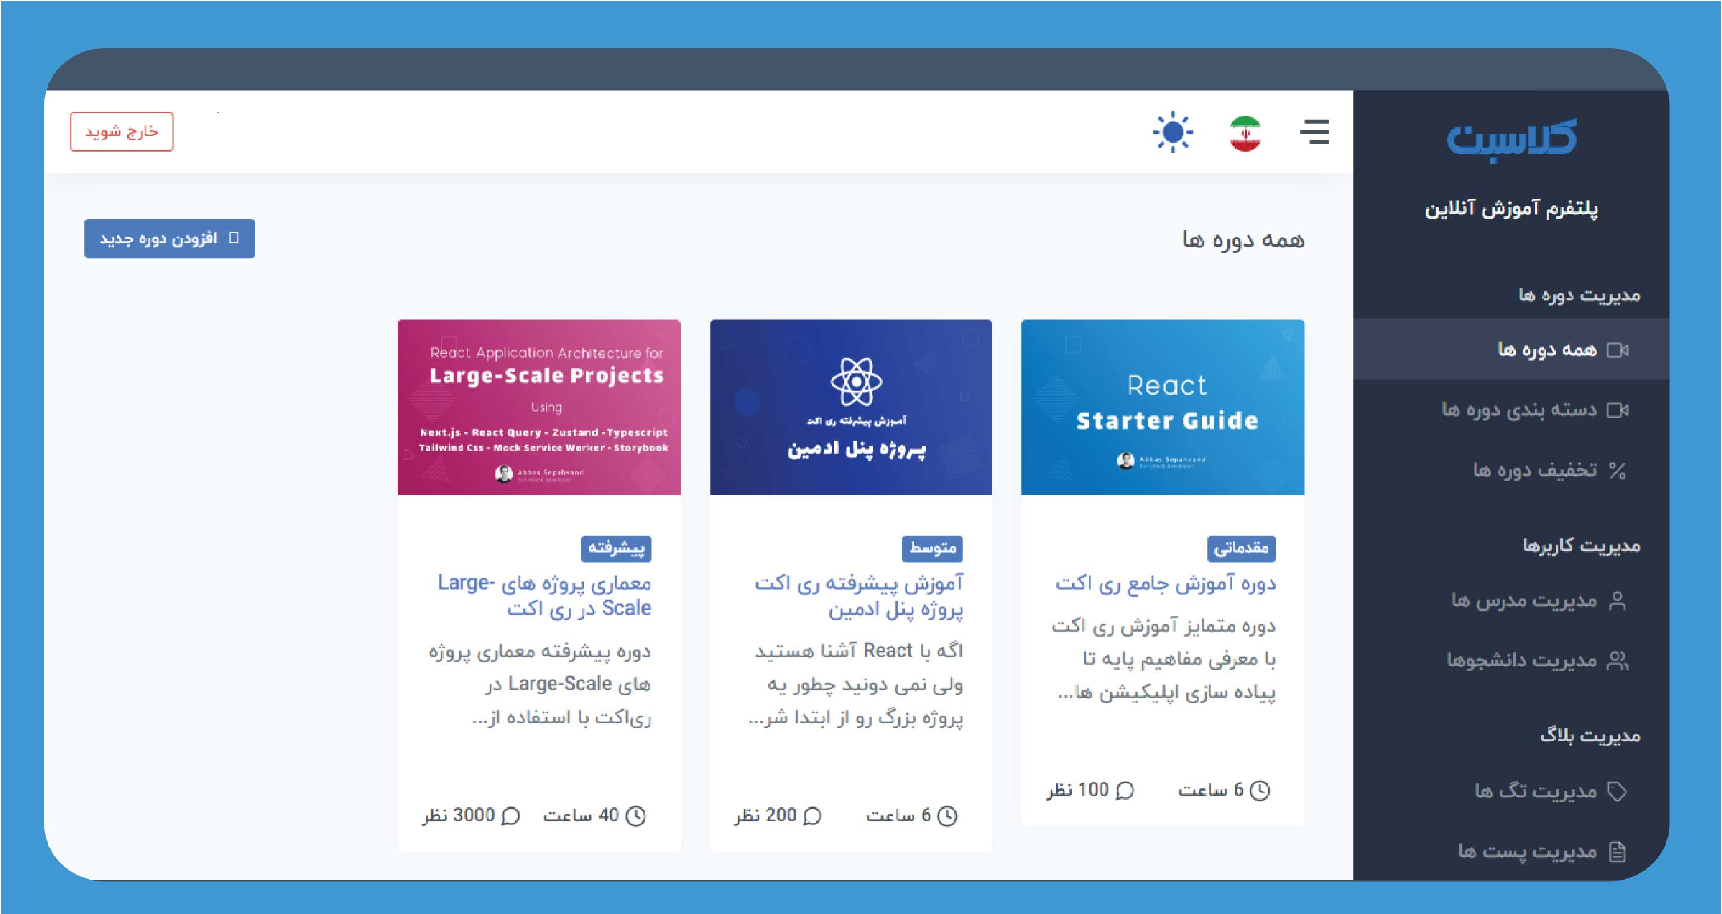 کلاسبن
پلتفرم آموزش آنلاین
مدیریت دوره ها
همه دوره ها
دسته بندی دوره ها
تخفیف دوره ها
مدیریت کاربرها
مدیریت مدرس ها
مدیریت دانشجوها
مدیریت بلاگ
مدیریت تگ ها
مدیریت پست ها
خارج شوید
همه دوره ها
افزودن دوره جدید
React
Starter Guide
Abbas Sepahvand
مقدماتی
دوره آموزش جامع ری اکت
دوره متمایز آموزش ری اکت
با معرفی مفاهیم پایه تا
پیاده سازی اپلیکیشن ها...
6 ساعت
100 نظر
آموزش پیشرفته ری اکت
پروژه پنل ادمین
متوسط
آموزش پیشرفته ری اکت
پروژه پنل ادمین
اگه با React آشنا هستید
ولی نمی دونید چطور یه
پروژه بزرگ رو از ابتدا شر...
6 ساعت
200 نظر
React Application Architecture for
Large-Scale Projects
Using
Next.js - React Query - Zustand -Typescript
Tailwind Css - Mock Service Worker - Storybook
Abbas Sepahvand
پیشرفته
معماری پروژه های Large-
Scale در ری اکت
دوره پیشرفته معماری پروژه
های Large-Scale در
ری‌اکت با استفاده از...
40 ساعت
3000 نظر